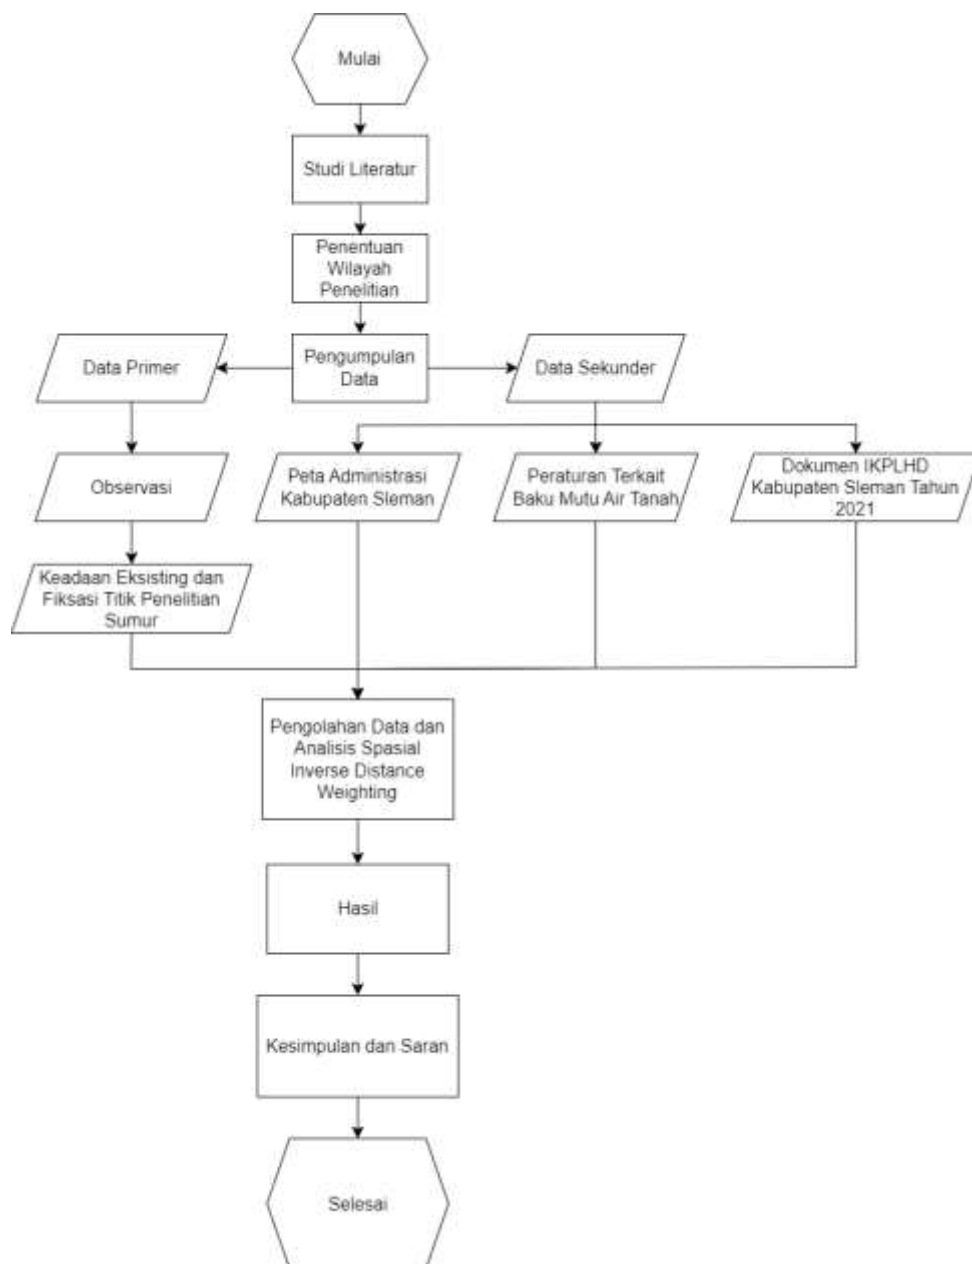 Mulai
Studi Literatur
Penentuan
Wilayah
Penelitian
Data Primer
Pengumpulan
Data
Data Sekunder
Observasi
Peta Administrasi
Kabupaten Sleman
Peraturan Terkait
Baku Mutu Air Tanah
Dokumen IKPLHD
Kabupaten Sleman Tahun
2021
Keadaan Eksisting dan
Fiksasi Titik Penelitian
Sumur
Pengolahan Data dan
Analisis Spasial
Inverse Distance
Weighting
Hasil
Kesimpulan dan Saran
Selesai